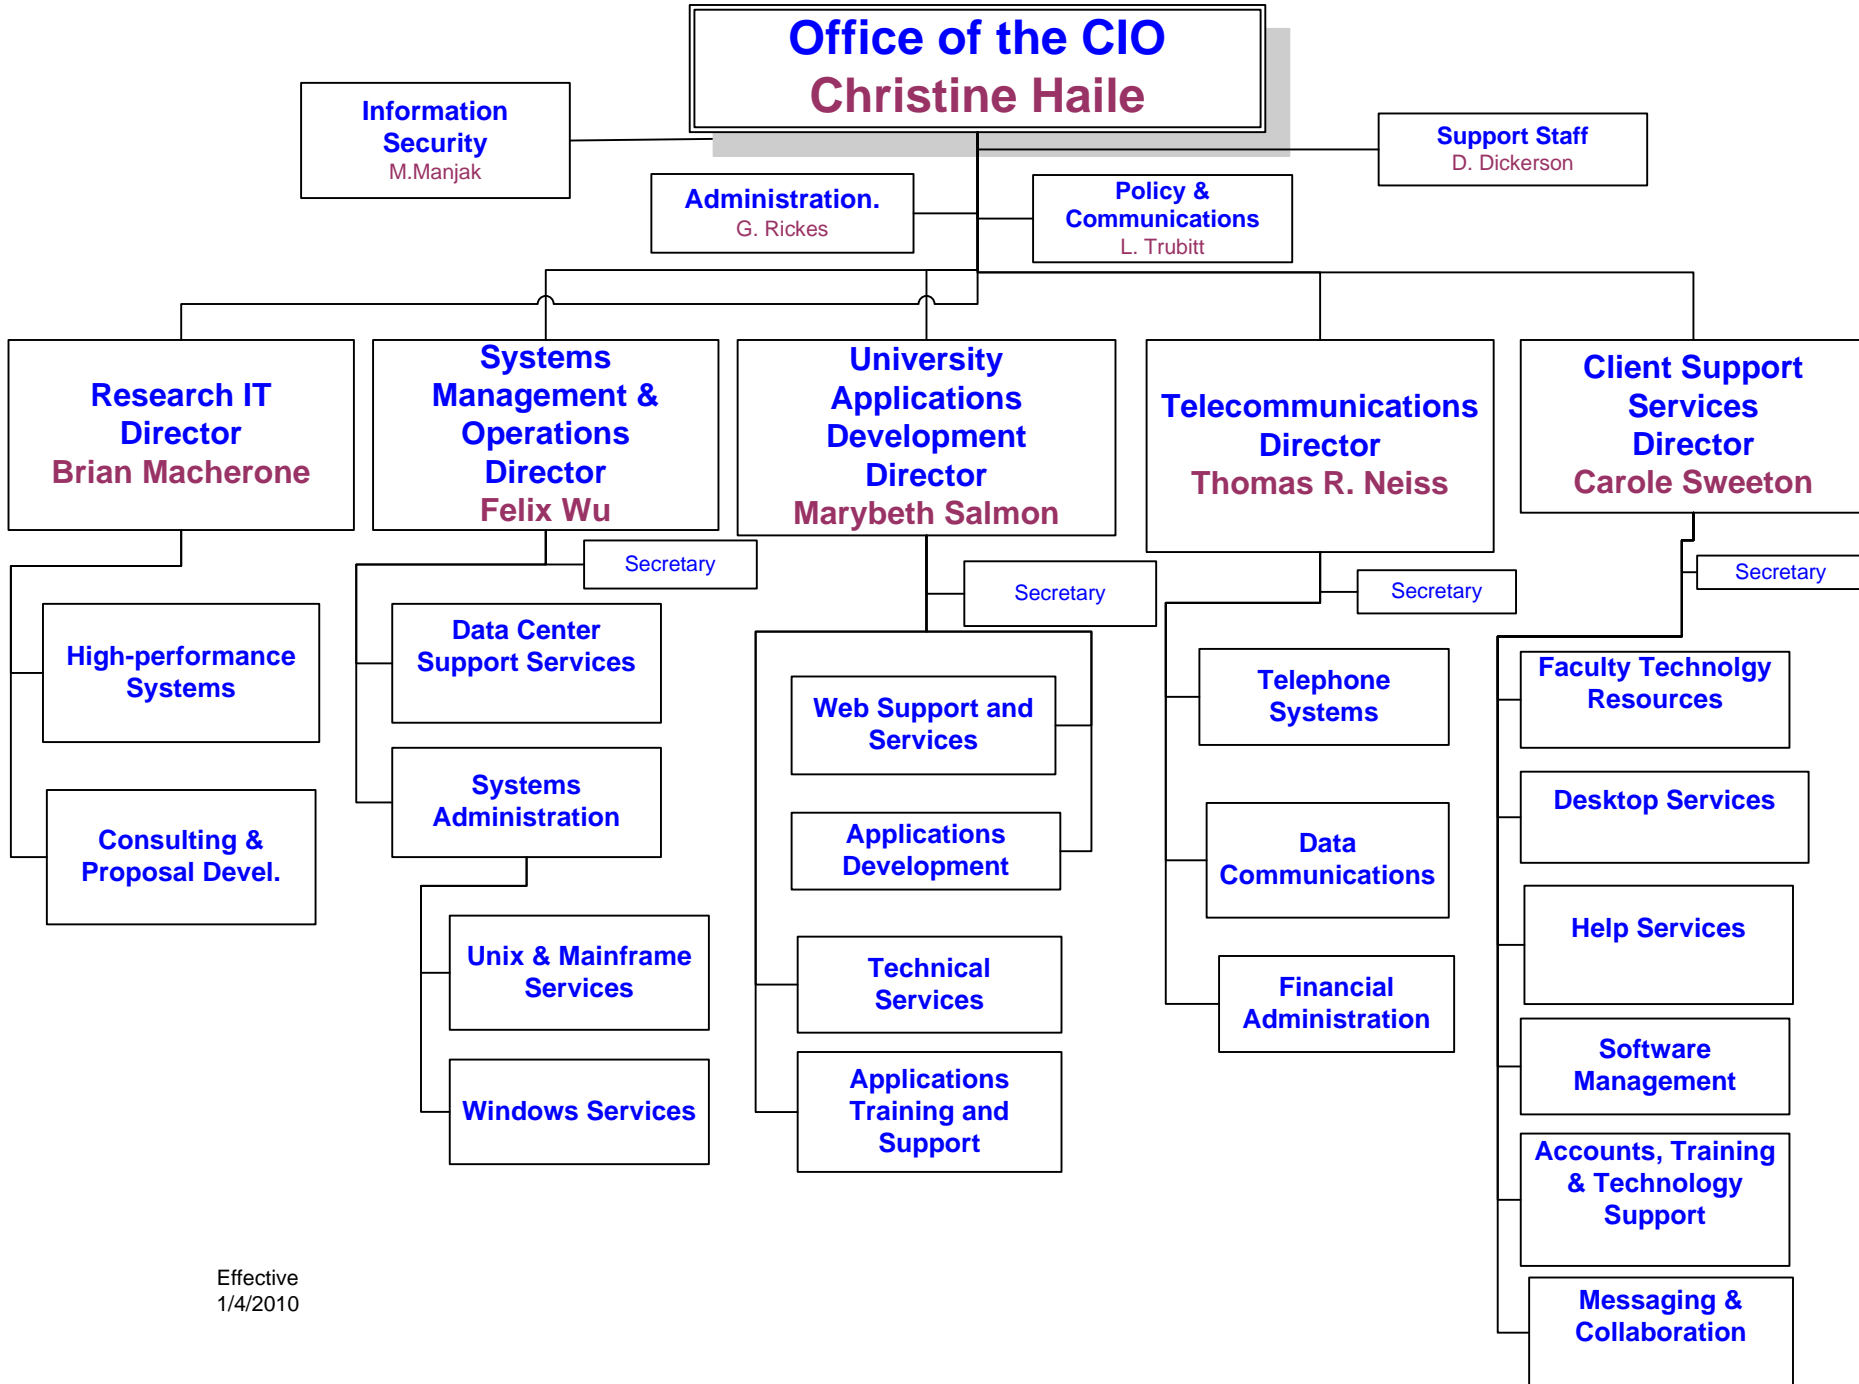 Office of the CIO
Christine Haile
Information
Security
M.Manjak
Support Staff
D. Dickerson
Administration.
G. Rickes
Policy &
Communications
L. Trubitt
Research IT
Director
Brian Macherone
Systems
Management &
Operations
Director
Felix Wu
University
Applications
Development
Director
Marybeth Salmon
Telecommunications
Director
Thomas R. Neiss
Client Support
Services
Director
Carole Sweeton
Secretary
Secretary
Secretary
Secretary
High-performance
Systems
Consulting &
Proposal Devel.
Data Center
Support Services
Systems
Administration
Unix & Mainframe
Services
Windows Services
Web Support and
Services
Applications
Development
Technical
Services
Applications
Training and
Support
Telephone
Systems
Data
Communications
Financial
Administration
Faculty Technolgy
Resources
Desktop Services
Help Services
Software
Management
Accounts, Training
& Technology
Support
Messaging &
Collaboration
Effective
1/4/2010